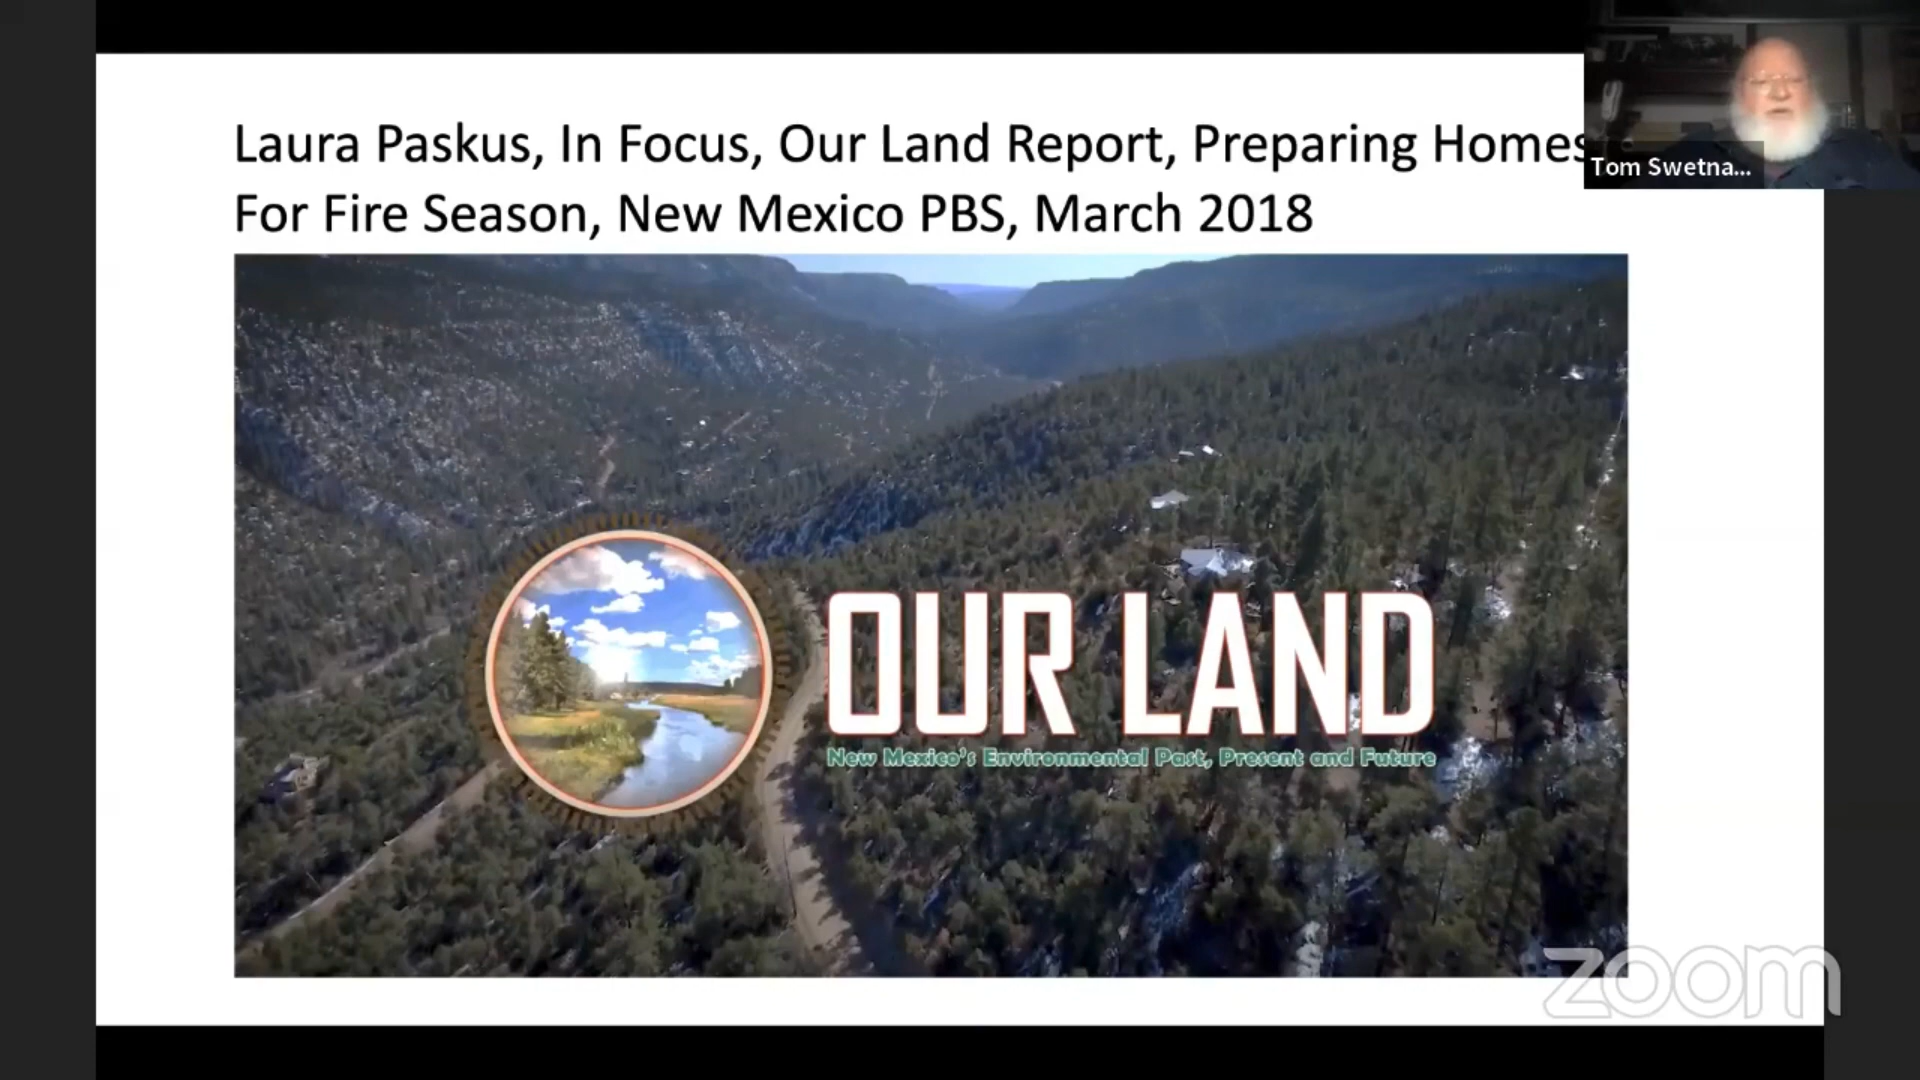 Laura Paskus, In Focus, Our Land Report, Preparing Homes
For Fire Season, New Mexico PBS, March 2018
Tom Swetna...
OUR LAND
New Mexico's Environmental Past, Present and Future
zoom